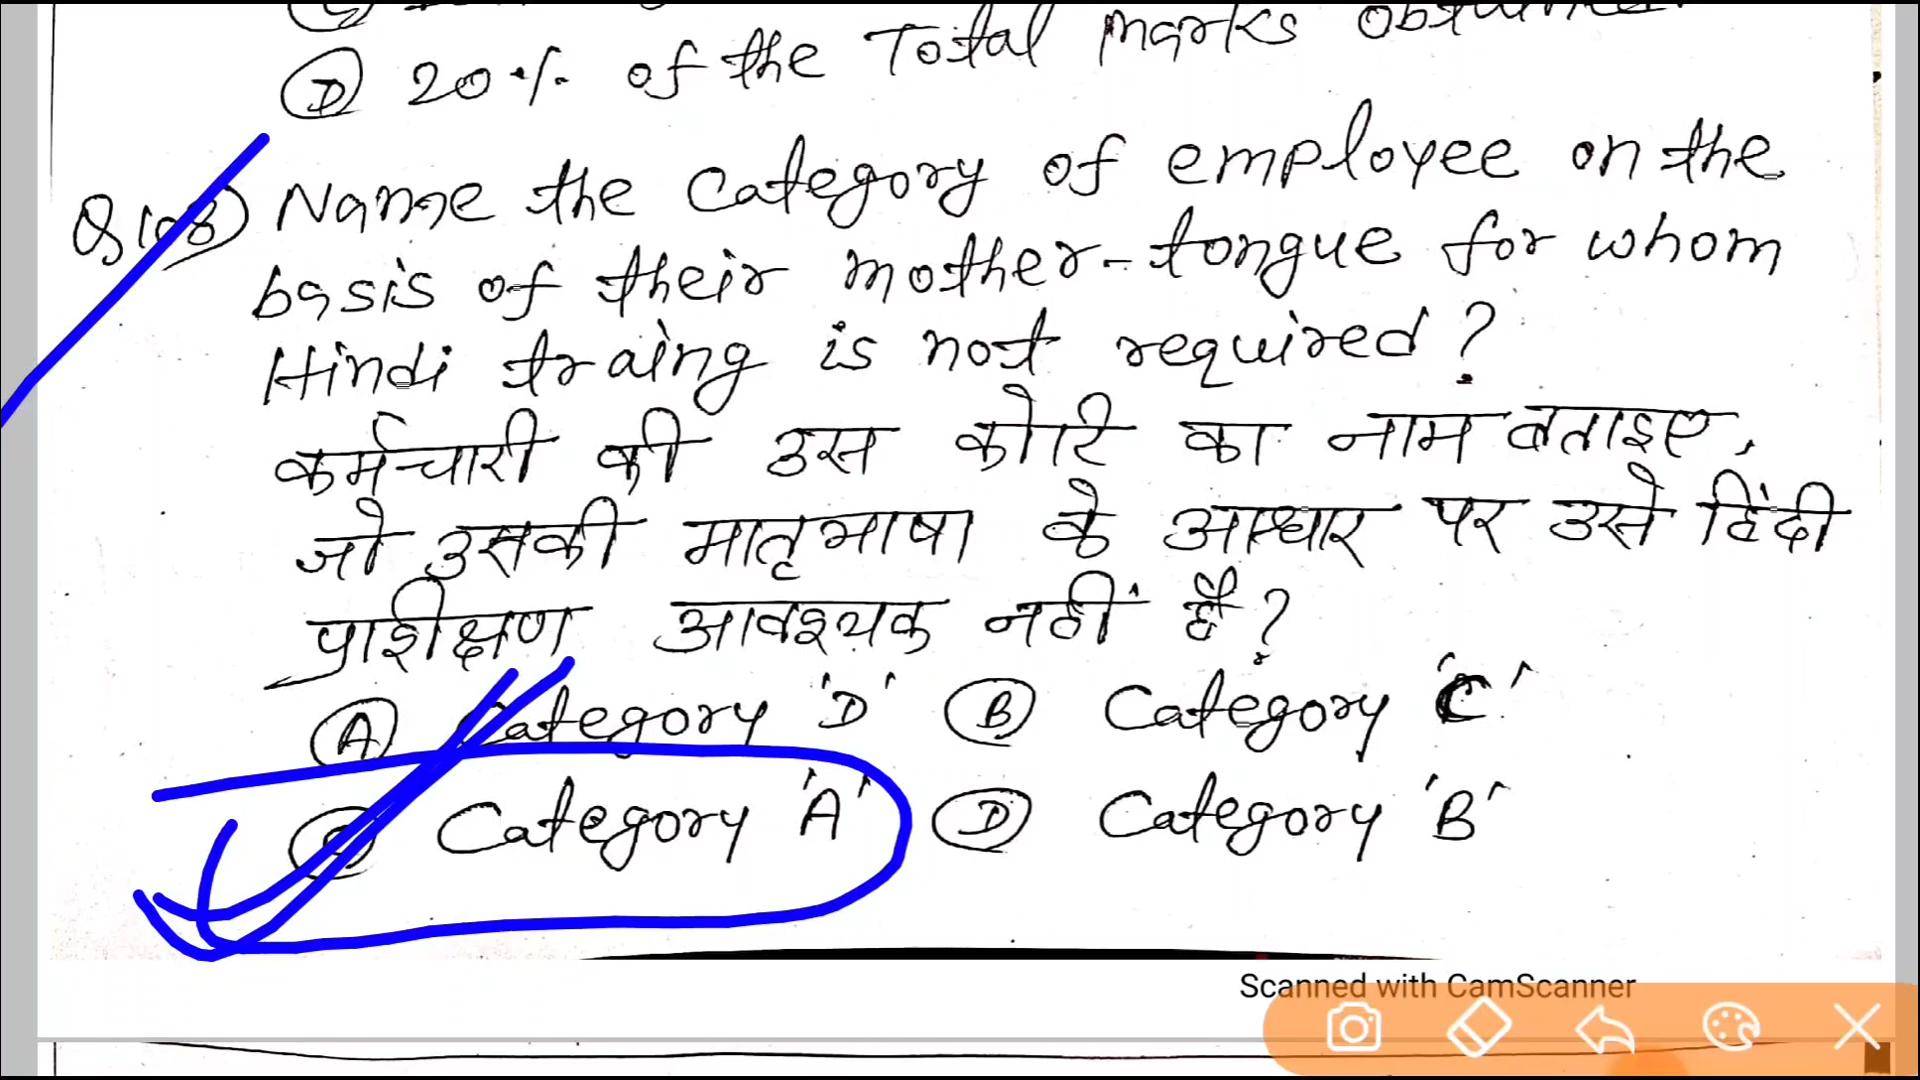 Ⓓ 20% of the Total marks
Q.108) Name the category of employee on the
basis of their mother-tongue for whom
Hindi traing is not required?
कर्मचारी की उस कोटि का नाम बताइए,
जो उसकी मातृभाषा के आधार पर उसे हिंदी
प्राशीक्षण आवश्यक नहीं है?
Ⓐ Category 'D' Ⓑ Category 'C'
Ⓒ Category 'A' Ⓓ Category 'B'
Scanned with CamScanner